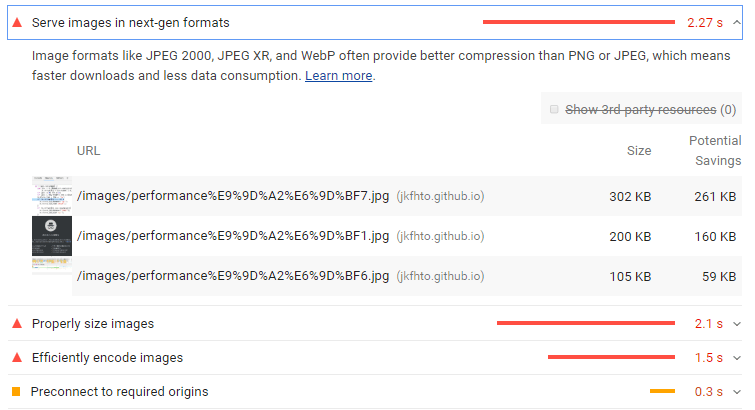 Serve images in next-gen formats 2.27 s
Image formats like JPEG 2000, JPEG XR, and WebP often provide better compression than PNG or JPEG, which means
faster downloads and less data consumption. Learn more.
Show 3rd-party resources (0)
URL Size Potential Savings
/images/performance%E9%9D%A2%E6%9D%BF7.jpg (jkfhto.github.io) 302 KB 261 KB
/images/performance%E9%9D%A2%E6%9D%BF1.jpg (jkfhto.github.io) 200 KB 160 KB
/images/performance%E9%9D%A2%E6%9D%BF6.jpg (jkfhto.github.io) 105 KB 59 KB
Properly size images 2.1 s
Efficiently encode images 1.5 s
Preconnect to required origins 0.3 s